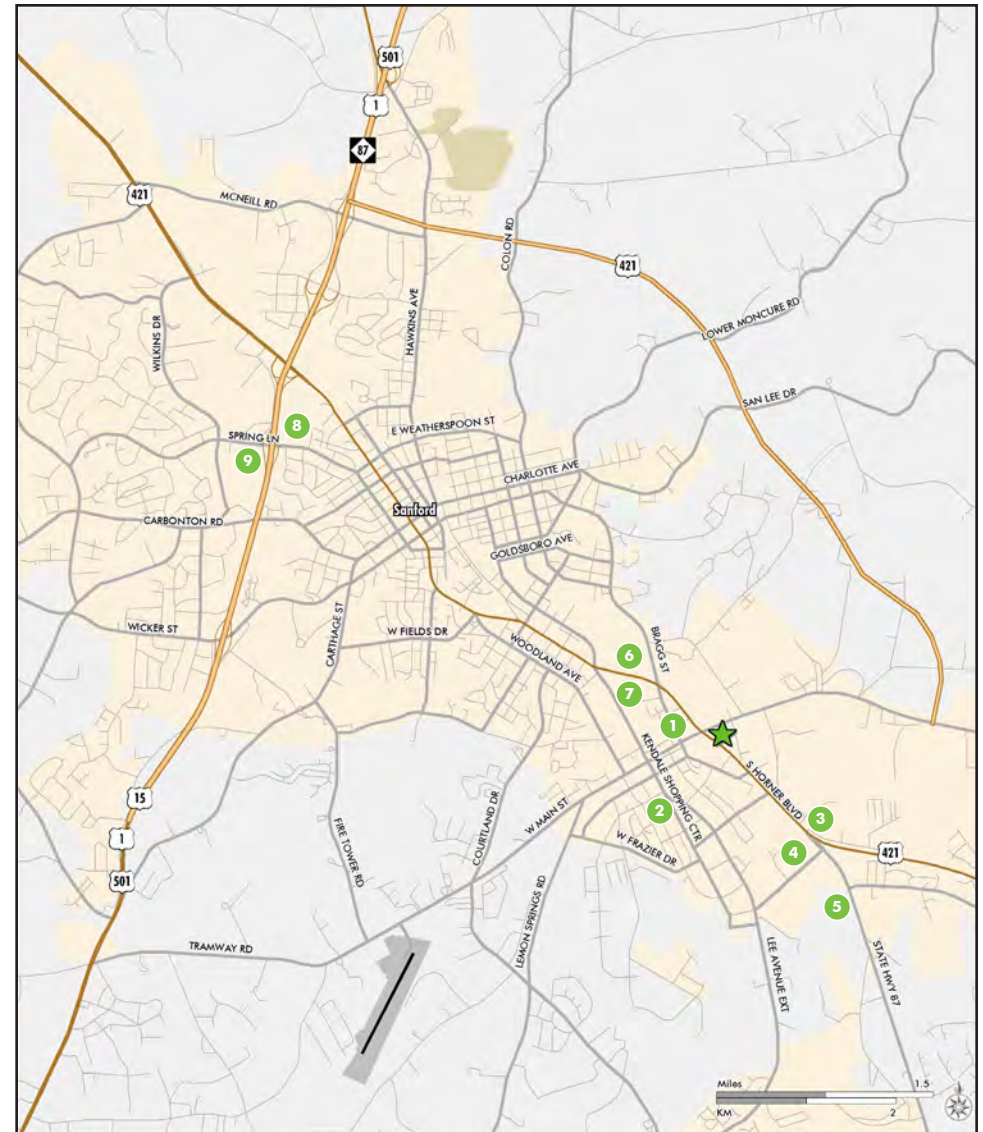 501
1
87
421
MCNEILL RD
COLON RD
421
HAWKINS AVE
LOWER MONCURE RD
WILKINS DR
SAN LEE DR
8
E WEATHERSPOON ST
SPRING LN
9
CHARLOTTE AVE
Sanford
CARBONTON RD
GOLDSBORO AVE
WICKER ST
CARTHAGE ST
W FIELDS DR
WOODLAND AVE
BRAGG ST
6
7
1
KENDALE SHOPPING CTR
S HORNER BLVD
15
2
3
W MAIN ST
COURTLAND DR
FIRE TOWER RD
1
W FRAZIER DR
4
421
501
5
LEMON SPRINGS RD
TRAMWAY RD
LEE AVENUE EXT
STATE HWY 87
Miles
1.5
KM
2